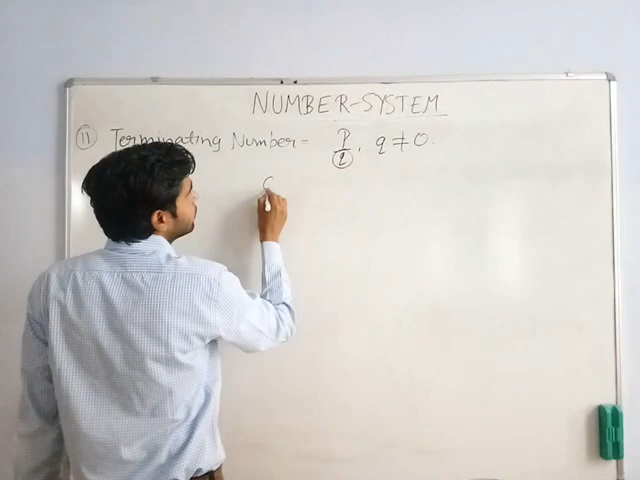 NUMBER-SYSTEM
11 Terminating Number = p/q, q ≠ 0.